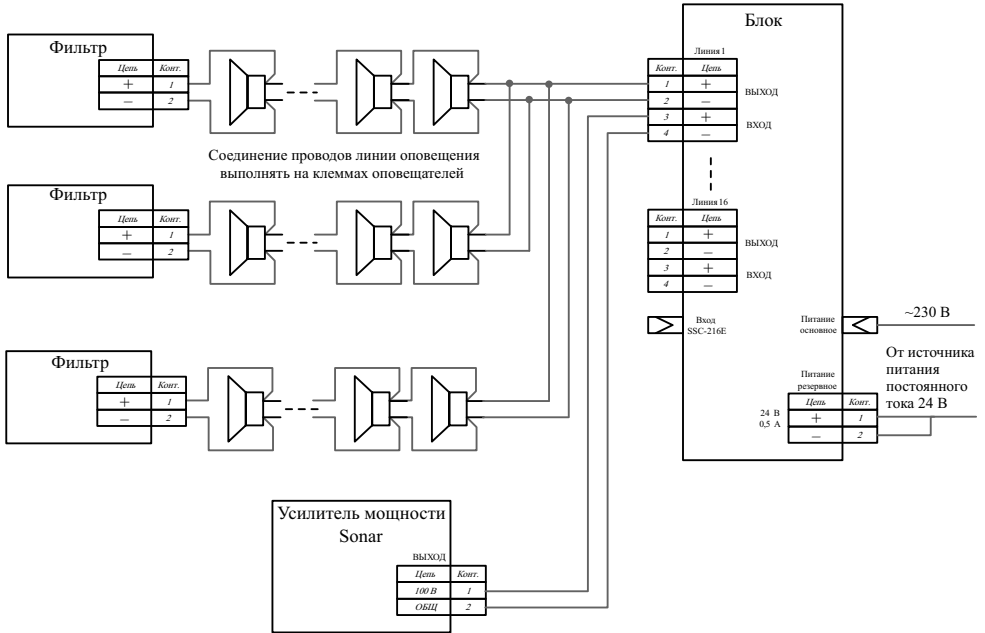 Блок
Фильтр
Цепь Конт.
+ 1
— 2
Линия 1
Конт. Цепь
1 +
2 —
ВЫХОД
3 +
4 —
ВХОД
Соединение проводов линии оповещения
выполнять на клеммах оповещателей
Фильтр
Цепь Конт.
+ 1
— 2
Линия 16
Конт. Цепь
1 +
2 —
ВЫХОД
3 +
4 —
ВХОД
Вход
SSC-216E
Питание
основное
~230 В
От источника
питания
постоянного
тока 24 В
Питание
резервное
24 В
0,5 А
Цепь Конт.
+ 1
— 2
Фильтр
Цепь Конт.
+ 1
— 2
Усилитель мощности
Sonar
ВЫХОД
Цепь Конт.
100 В 1
ОБЩ 2